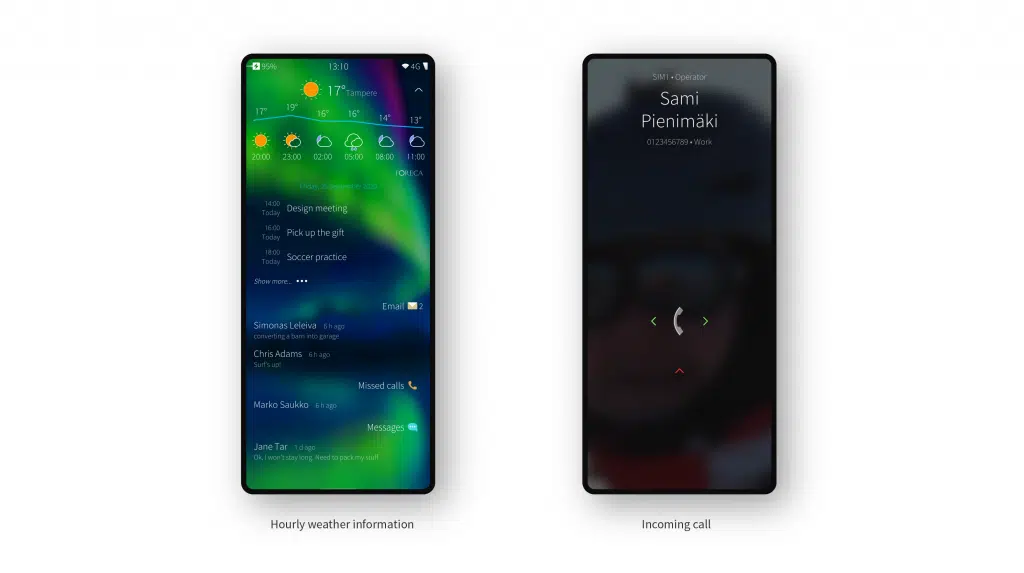 95%
13:10
4G
17° Tampere
17° 19° 16° 16° 14° 13°
20:00 23:00 02:00 05:00 08:00 11:00
FORECA
14:00
Today
Design meeting
16:00
Today
Pick up the gift
18:00
Today
Soccer practice
Show more...
Email 2
Simonas Leleiva 6 h ago
converting a barn into garage
Chris Adams 6 h ago
Surf's up!
Missed calls
Marko Saukko 6 h ago
Messages
Jane Tar 1 d ago
Ok, I won't stay long. Need to pack my stuff
Hourly weather information
SIM1 • Operator
Sami
Pienimäki
0123456789 • Work
Incoming call